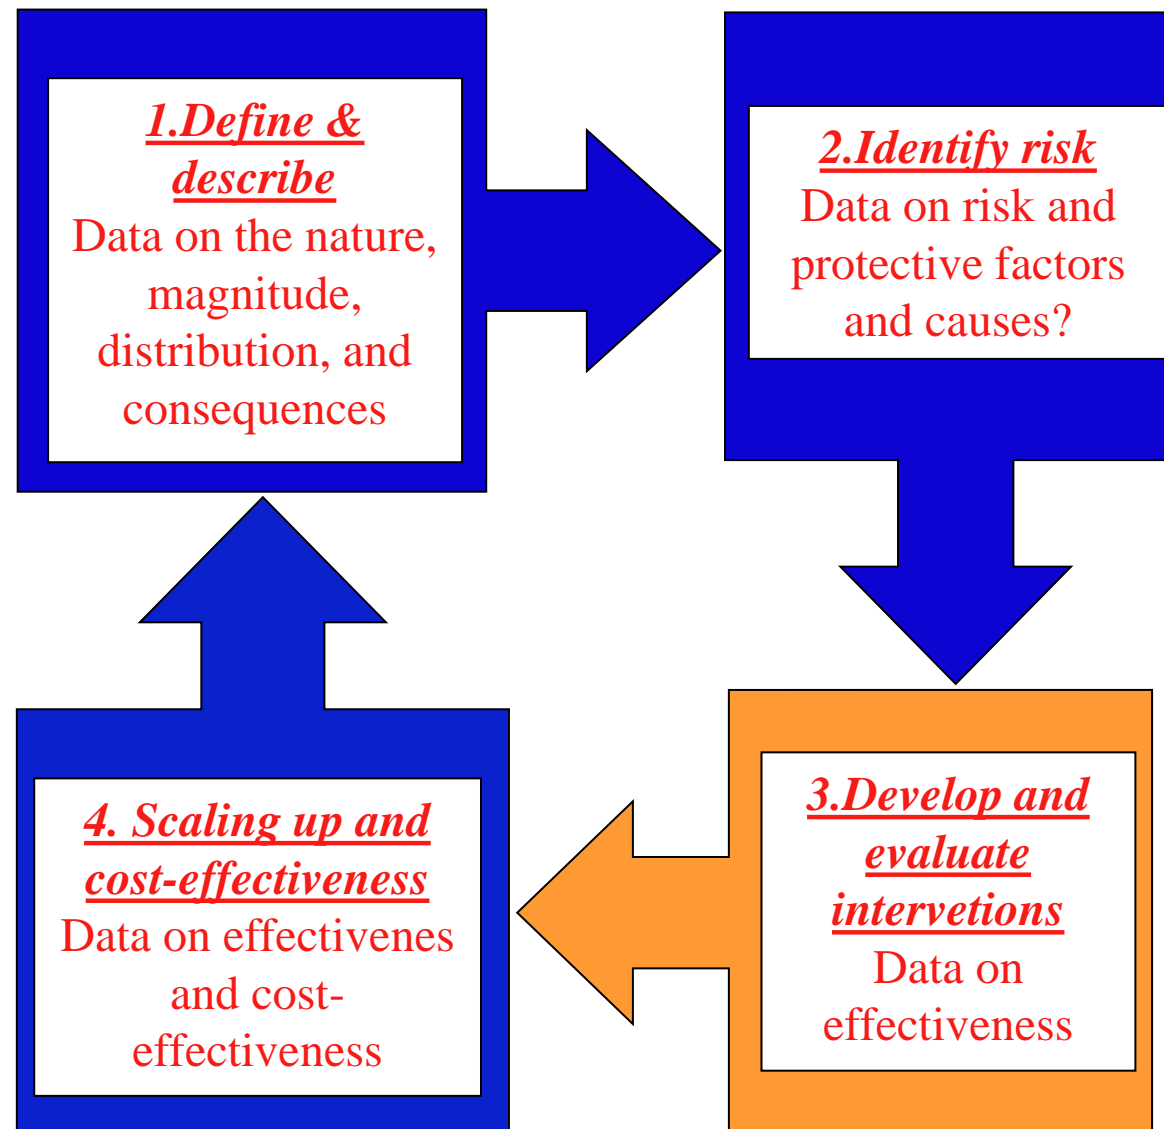 1.Define &
describe
Data on the nature,
magnitude,
distribution, and
consequences
2.Identify risk
Data on risk and
protective factors
and causes?
3.Develop and
evaluate
intervetions
Data on
effectiveness
4. Scaling up and
cost-effectiveness
Data on effectivenes
and cost-
effectiveness